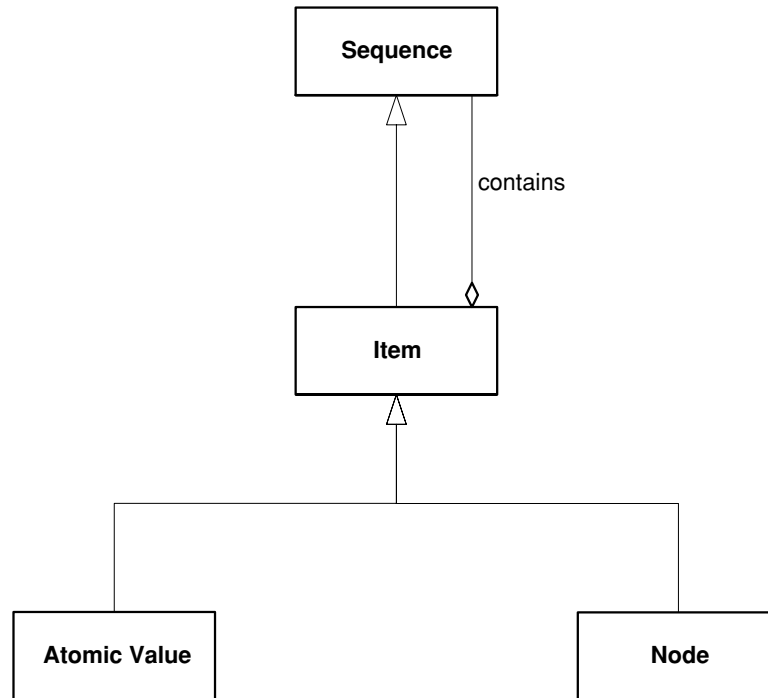 Sequence
contains
Item
Atomic Value
Node